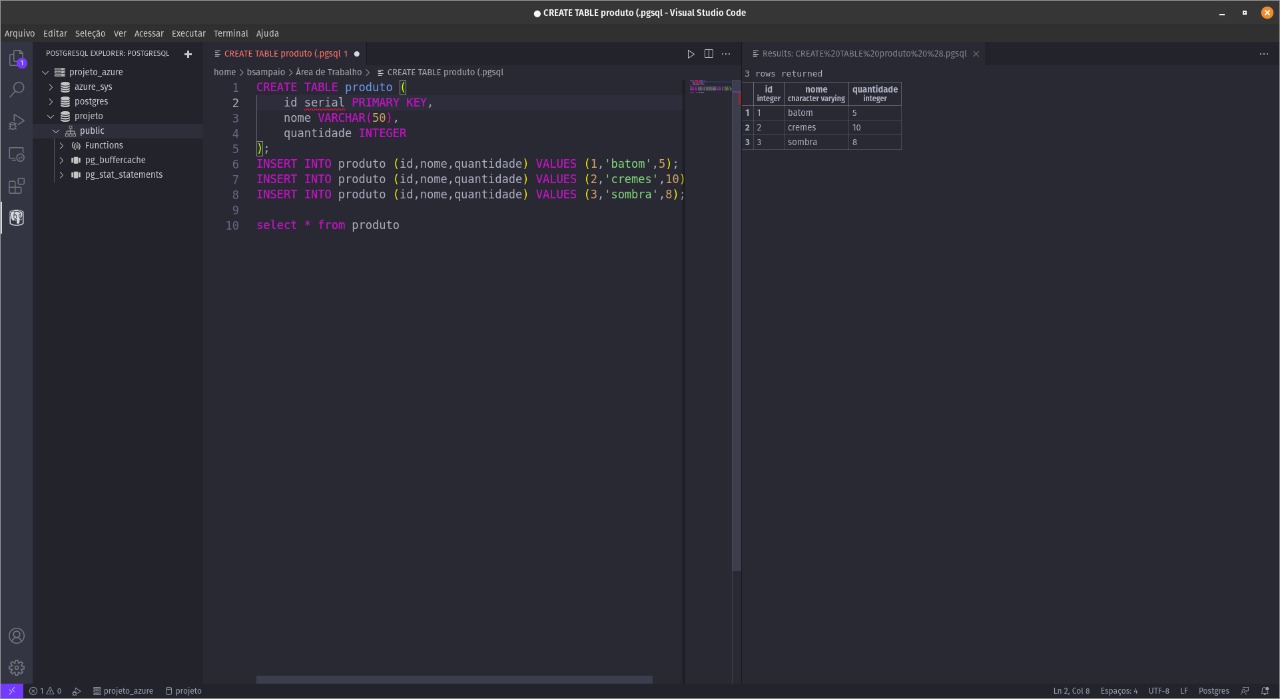 ● CREATE TABLE produto (.pgsql - Visual Studio Code
Arquivo Editar Seleção Ver Acessar Executar Terminal Ajuda
1
POSTGRESQL EXPLORER: POSTGRESQL +
projeto_azure
azure_sys
postgres
projeto
public
Functions
pg_buffercache
pg_stat_statements
CREATE TABLE produto (.pgsql 1 ●
home > bsampaio > Área de Trabalho > CREATE TABLE produto (.pgsql
1 CREATE TABLE produto (
2 id serial PRIMARY KEY,
3 nome VARCHAR(50),
4 quantidade INTEGER
5 );
6 INSERT INTO produto (id,nome,quantidade) VALUES (1,'batom',5);
7 INSERT INTO produto (id,nome,quantidade) VALUES (2,'cremes',10)
8 INSERT INTO produto (id,nome,quantidade) VALUES (3,'sombra',8);
9
10 select * from produto
Results: CREATE%20TABLE%20produto%20%28.pgsql
3 rows returned
id nome quantidade
integer character varying integer
1 1 batom 5
2 2 cremes 10
3 3 sombra 8
1 0 projeto_azure projeto Ln 2, Col 8 Espaços: 4 UTF-8 LF Postgres